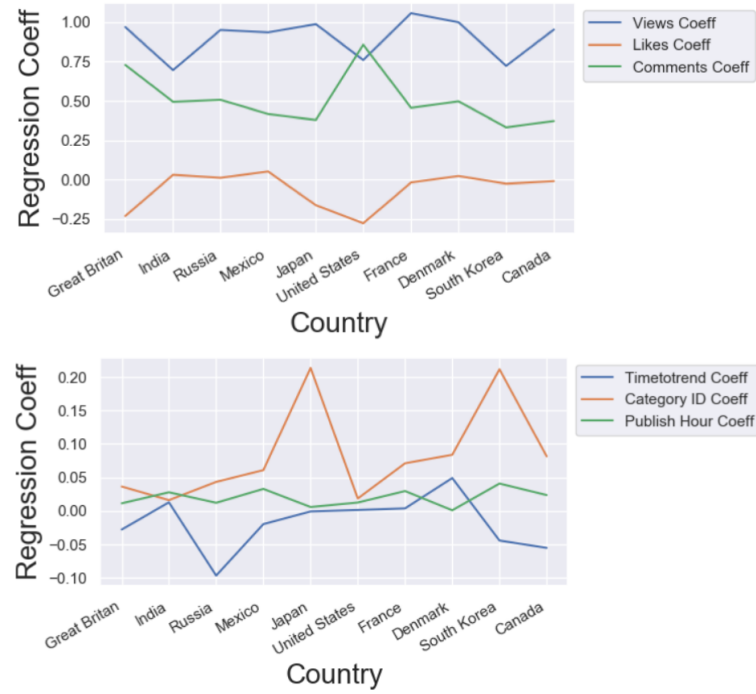 1.00
0.75
0.50
0.25
0.00
−0.25
Regression Coeff
Views Coeff
Likes Coeff
Comments Coeff
Great Britan
India
Russia
Mexico
Japan
United States
France
Denmark
South Korea
Canada
Country
0.20
0.15
0.10
0.05
0.00
−0.05
−0.10
Regression Coeff
Timetotrend Coeff
Category ID Coeff
Publish Hour Coeff
Great Britan
India
Russia
Mexico
Japan
United States
France
Denmark
South Korea
Canada
Country